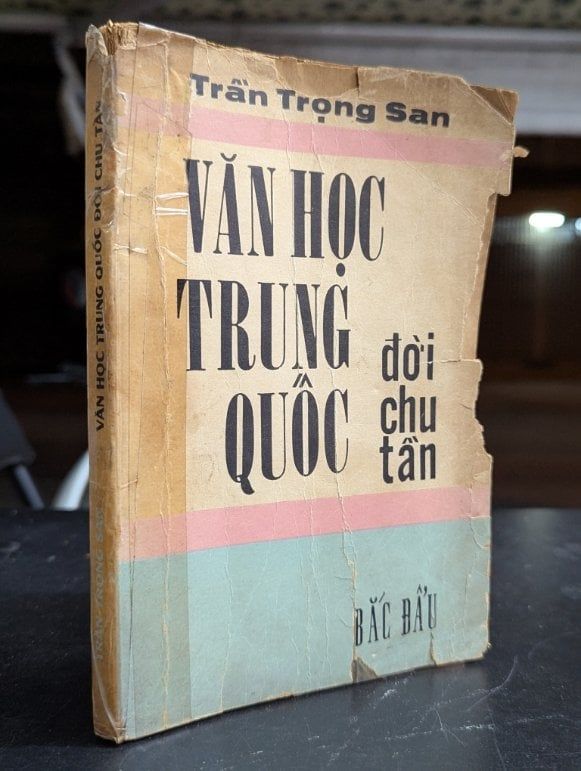 Trần Trọng San
VĂN HỌC
TRUNG
QUỐC
đời
chu
tần
BẮC ĐẨU
VĂN HỌC TRUNG QUỐC ĐỜI CHU TẦN
TRẦN TRỌNG SAN